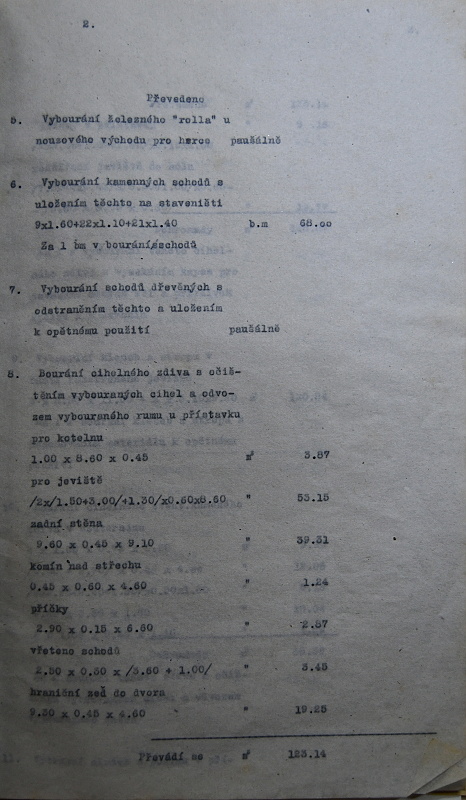 2.
Převedeno
5. Vybourání železného "rolla" u
nouzového východu pro herce paušálně
6. Vybourání kamenných schodů s
uložením těchto na staveništi
9x1.60+22x1.10+21x1.40 b.m 68.oo
Za 1 bm v bourání schodů
7. Vybourání schodů dřevěných s
odstraněním těchto a uložením
k opětnému použití paušálně
8. Bourání cihelného zdiva s očiš-
těním vybouraných cihel a odvo-
zem vybouraného rumu u přístavku
pro kotelnu
1.00 x 8.60 x 0.45 m³ 3.87
pro jeviště
/2x/1.50+3.00/+1.30/x0.60x8.60 " 53.15
zadní stěna
9.60 x 0.45 x 9.10 " 39.31
komín nad střechu
0.45 x 0.60 x 4.60 " 1.24
příčky
2.90 x 0.15 x 6.60 " 2.87
vřeteno schodů
2.50 x 0.30 x /3.60 + 1.00/ " 3.45
hraniční zeď do dvora
9.30 x 0.45 x 4.60 " 19.25
Převádí se m³ 123.14